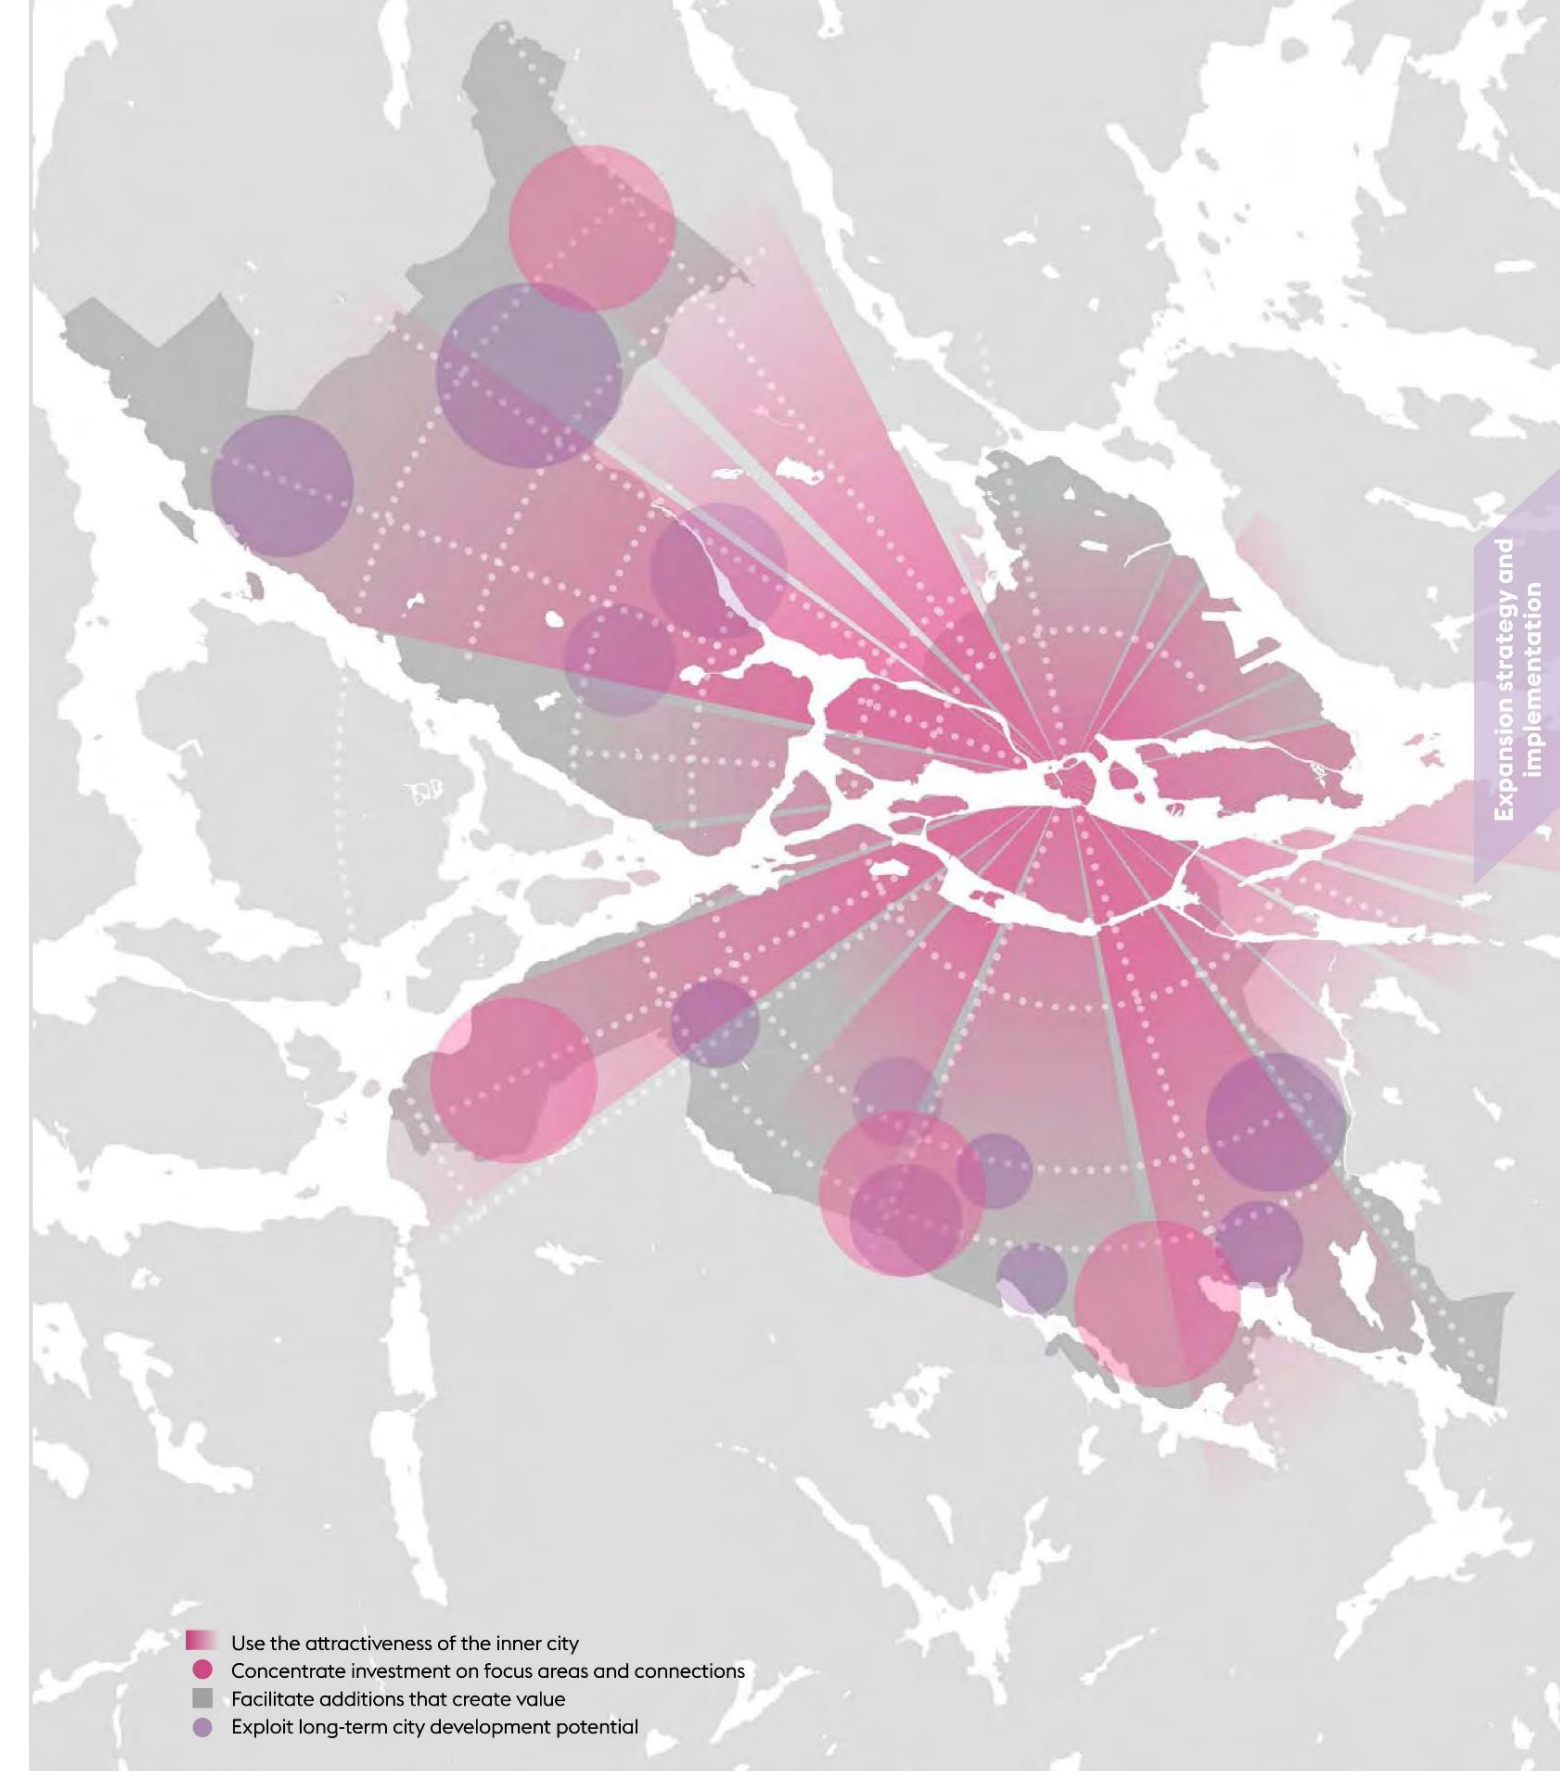 Expansion strategy and
implementation
Use the attractiveness of the inner city
Concentrate investment on focus areas and connections
Facilitate additions that create value
Exploit long-term city development potential